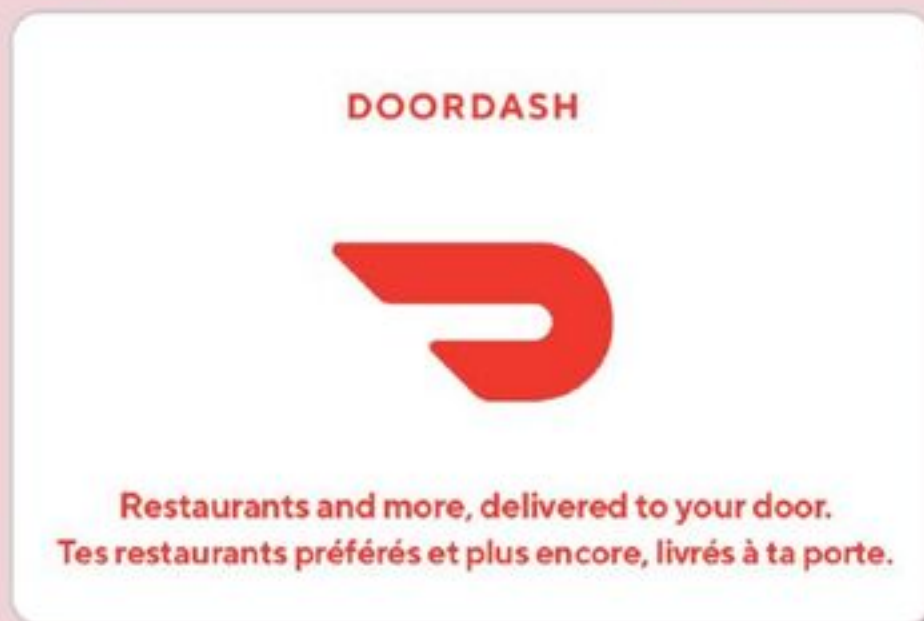 DOORDASH
Restaurants and more, delivered to your door.
Tes restaurants préférés et plus encore, livrés à ta porte.